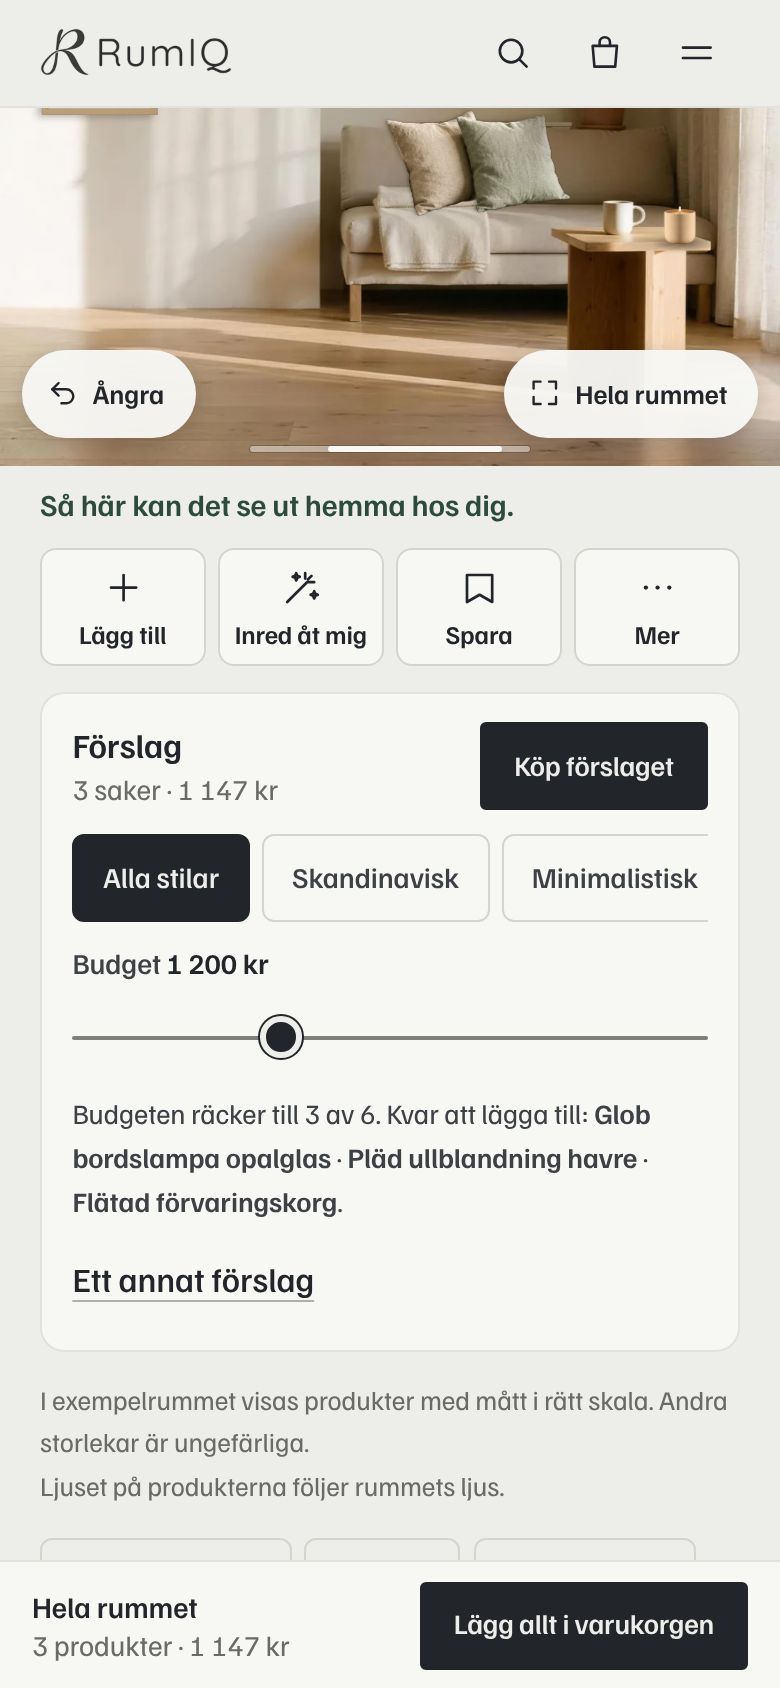 RumIQ
Ångra
Hela rummet
Så här kan det se ut hemma hos dig.
Lägg till
Inred åt mig
Spara
Mer
Förslag
3 saker · 1 147 kr
Köp förslaget
Alla stilar
Skandinavisk
Minimalistisk
Budget 1 200 kr
Budgeten räcker till 3 av 6. Kvar att lägga till: Glob
bordslampa opalglas · Pläd ullblandning havre ·
Flätad förvaringskorg.
Ett annat förslag
I exempelrummet visas produkter med mått i rätt skala. Andra
storlekar är ungefärliga.
Ljuset på produkterna följer rummets ljus.
Hela rummet
3 produkter · 1 147 kr
Lägg allt i varukorgen